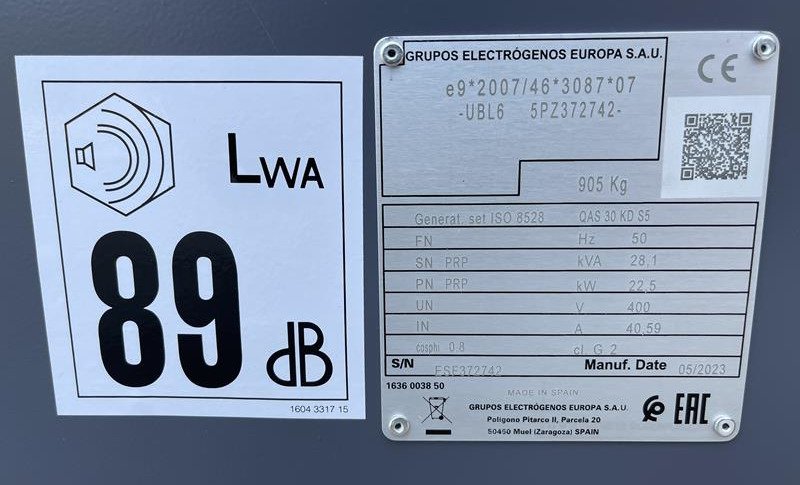 LWA
89 dB
1604 3317 15
GRUPOS ELECTRÓGENOS EUROPA S.A.U.
e9*2007/46*3087*07
-UBL6 5PZ372742-
905 Kg
CE
Generat. set ISO 8528 QAS 30 KD S5
FN Hz 50
SN PRP kVA 28,1
PN PRP kW 22,5
UN V 400
IN A 40,59
cosphi 0.8 cl G 2
S/N ESF372742 Manuf. Date 05/2023
1636 0038 50
MADE IN SPAIN
GRUPOS ELECTRÓGENOS EUROPA S.A.U.
Polígono Pitarco II, Parcela 20
50450 Muel (Zaragoza) SPAIN
EAC